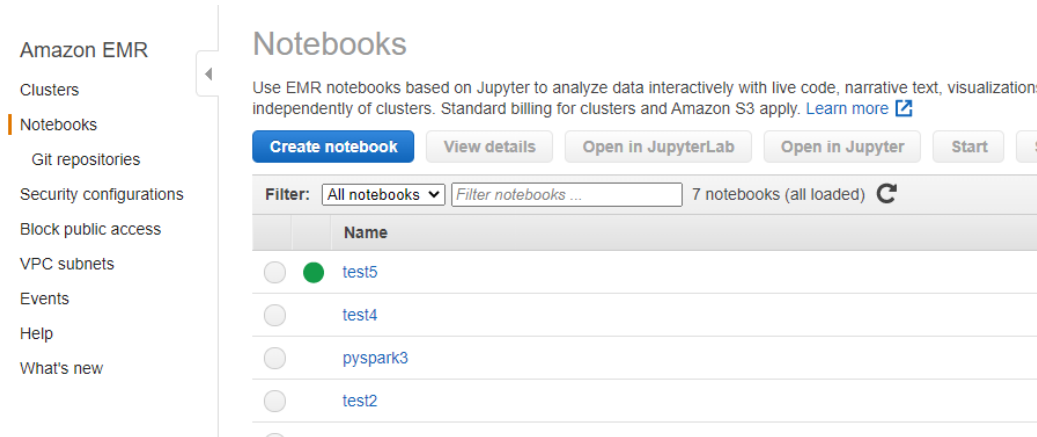 Amazon EMR
Clusters
Notebooks
Git repositories
Security configurations
Block public access
VPC subnets
Events
Help
What's new
Notebooks
Use EMR notebooks based on Jupyter to analyze data interactively with live code, narrative text, visualizations
independently of clusters. Standard billing for clusters and Amazon S3 apply. Learn more
Create notebook View details Open in JupyterLab Open in Jupyter Start
Filter: All notebooks Filter notebooks ... 7 notebooks (all loaded)
Name
test5
test4
pyspark3
test2